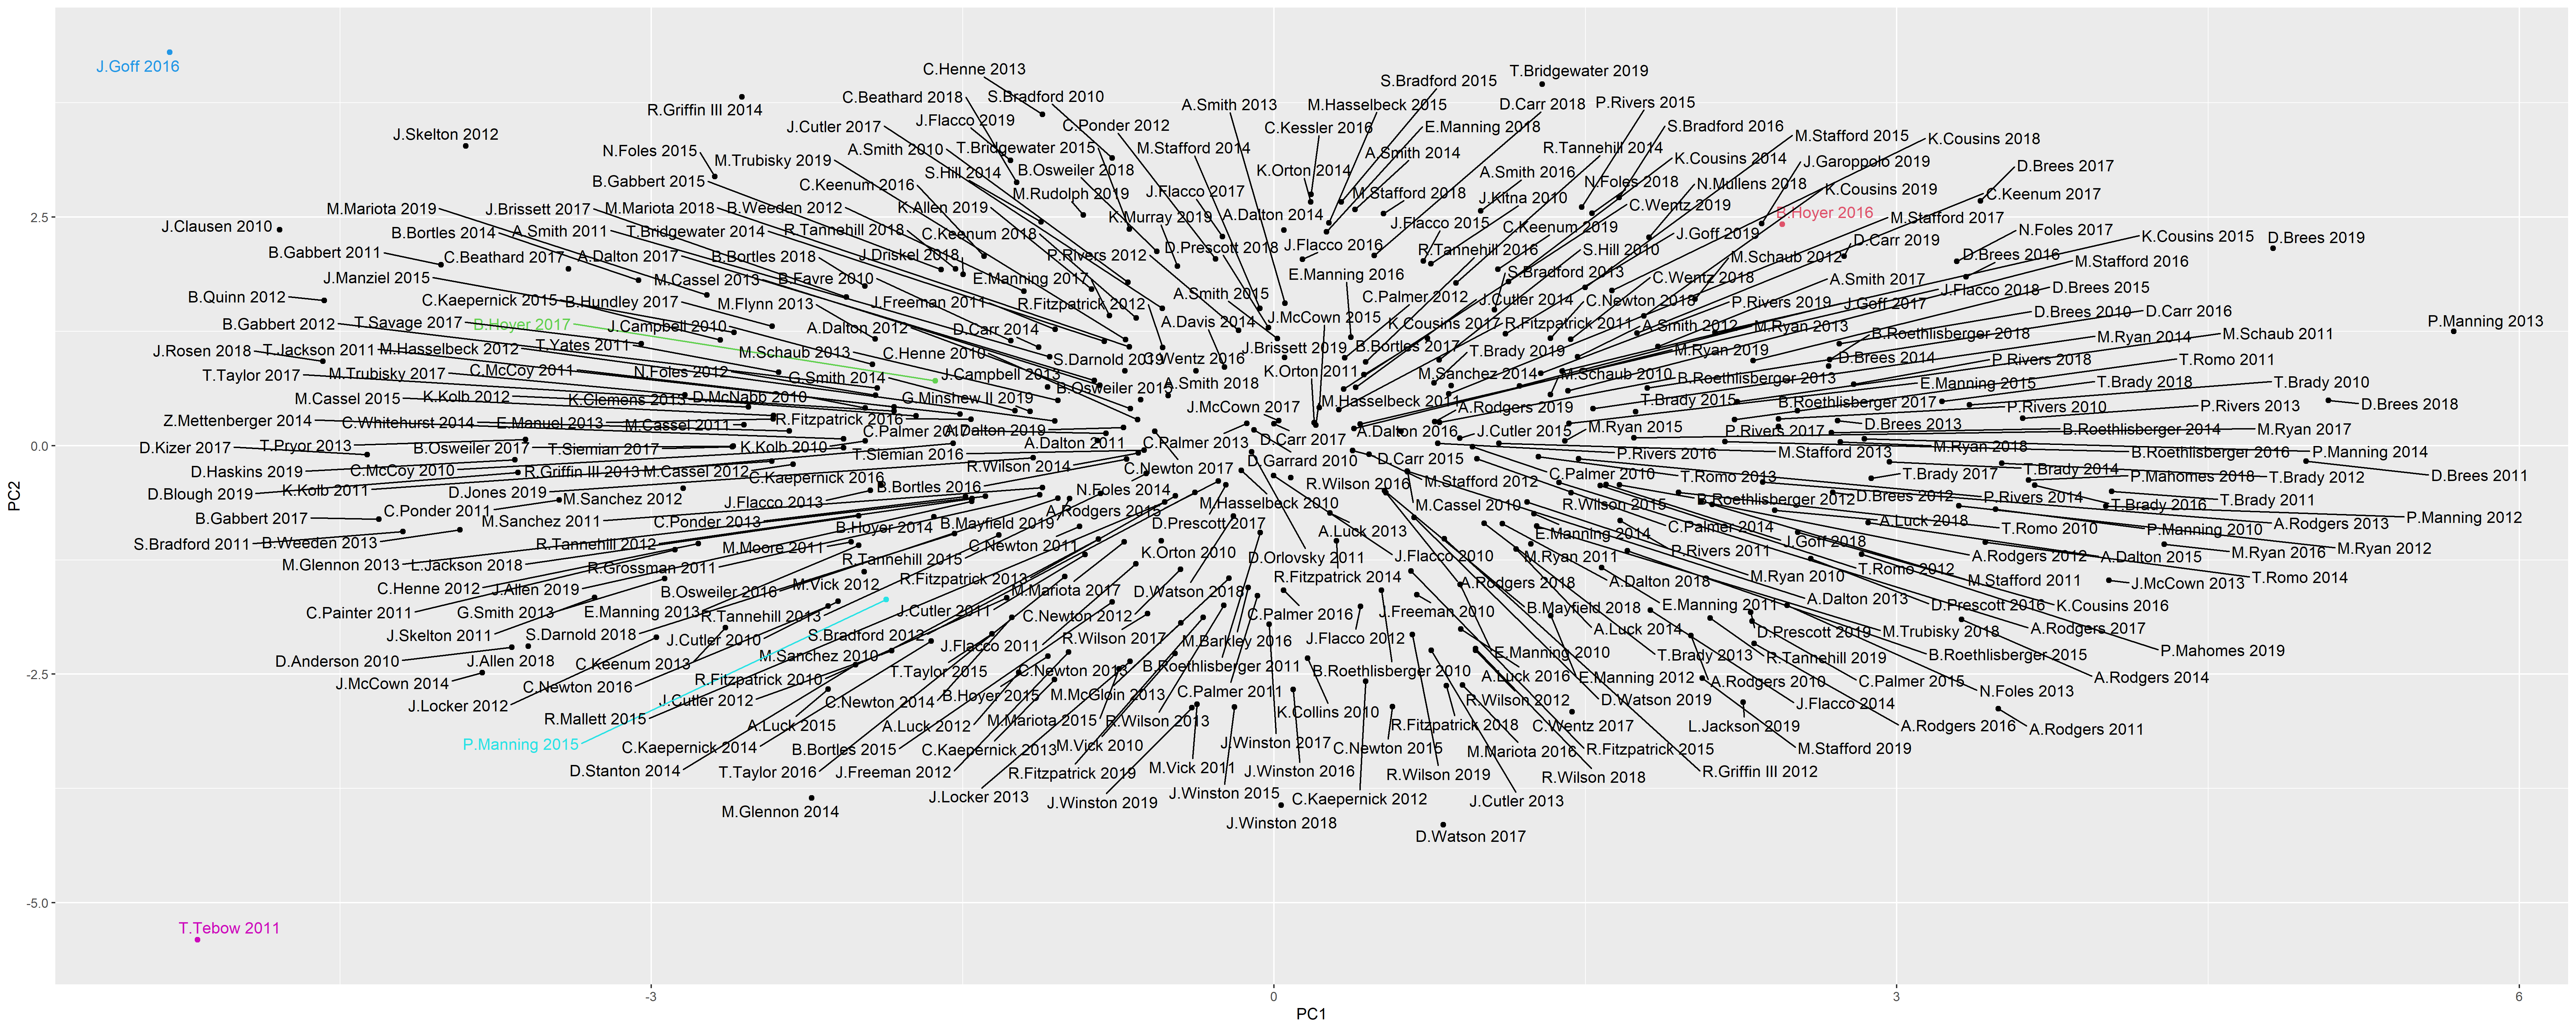 J.Goff 2016
C.Henne 2013
T.Bridgewater 2019
S.Bradford 2015
C.Beathard 2018
S.Bradford 2010
R.Griffin III 2014
A.Smith 2013
M.Hasselbeck 2015
D.Carr 2018
P.Rivers 2015
J.Flacco 2019
J.Cutler 2017
C.Ponder 2012
C.Kessler 2016
E.Manning 2018
S.Bradford 2016
J.Skelton 2012
M.Stafford 2015
K.Cousins 2018
N.Foles 2015
A.Smith 2010
T.Bridgewater 2015
M.Stafford 2014
A.Smith 2014
R.Tannehill 2014
M.Trubisky 2019
K.Cousins 2014
J.Garoppolo 2019
D.Brees 2017
B.Gabbert 2015
C.Keenum 2016
S.Hill 2014
B.Osweiler 2018
K.Orton 2014
A.Smith 2016
N.Foles 2018
N.Mullens 2018
K.Cousins 2019
C.Keenum 2017
M.Rudolph 2019
J.Flacco 2017
M.Stafford 2018
J.Kitna 2010
C.Wentz 2019
M.Mariota 2019
J.Brissett 2017
M.Mariota 2018
B.Weeden 2012
K.Allen 2019
K.Murray 2019
A.Dalton 2014
J.Flacco 2015
B.Hoyer 2016
M.Stafford 2017
2.5
J.Clausen 2010
B.Bortles 2014
A.Smith 2011
T.Bridgewater 2014
R.Tannehill 2018
C.Keenum 2018
D.Prescott 2018
J.Flacco 2016
R.Tannehill 2016
C.Keenum 2019
J.Goff 2019
D.Carr 2019
N.Foles 2017
K.Cousins 2015
D.Brees 2019
B.Gabbert 2011
C.Beathard 2017
A.Dalton 2017
B.Bortles 2018
J.Driskel 2018
P.Rivers 2012
S.Hill 2010
M.Schaub 2012
D.Brees 2016
M.Stafford 2016
J.Manziel 2015
M.Cassel 2013
B.Favre 2010
E.Manning 2017
E.Manning 2016
S.Bradford 2013
C.Wentz 2018
A.Smith 2017
J.Flacco 2018
D.Brees 2015
B.Quinn 2012
C.Kaepernick 2015
B.Hundley 2017
M.Flynn 2013
J.Freeman 2011
R.Fitzpatrick 2012
A.Smith 2015
C.Palmer 2012
J.Cutler 2014
C.Newton 2018
P.Rivers 2019
J.Goff 2017
D.Brees 2010
D.Carr 2016
B.Gabbert 2012
T.Savage 2017
B.Hoyer 2017
J.Campbell 2010
A.Dalton 2012
D.Carr 2014
A.Davis 2014
J.McCown 2015
K.Cousins 2017
R.Fitzpatrick 2011
A.Smith 2012
M.Ryan 2013
B.Roethlisberger 2018
M.Ryan 2014
M.Schaub 2011
P.Manning 2013
J.Rosen 2018
T.Jackson 2011
M.Hasselbeck 2012
T.Yates 2011
M.Schaub 2013
C.Henne 2010
S.Darnold 2019
C.Wentz 2016
J.Brissett 2019
B.Bortles 2017
T.Brady 2019
M.Ryan 2019
D.Brees 2014
P.Rivers 2018
T.Romo 2011
T.Taylor 2017
M.Trubisky 2017
C.McCoy 2011
N.Foles 2012
G.Smith 2014
J.Campbell 2013
B.Osweiler 2015
A.Smith 2018
K.Orton 2011
M.Sanchez 2014
M.Schaub 2010
B.Roethlisberger 2013
E.Manning 2015
T.Brady 2018
T.Brady 2010
M.Cassel 2015
K.Kolb 2012
K.Clemens 2013
D.McNabb 2010
G.Minshew II 2019
J.McCown 2017
M.Hasselbeck 2011
A.Rodgers 2019
T.Brady 2015
B.Roethlisberger 2017
P.Rivers 2010
P.Rivers 2013
D.Brees 2018
Z.Mettenberger 2014
C.Whitehurst 2014
E.Manuel 2013
M.Cassel 2011
R.Fitzpatrick 2016
C.Palmer 2017
A.Dalton 2019
A.Dalton 2011
C.Palmer 2013
D.Carr 2017
A.Dalton 2016
J.Cutler 2015
M.Ryan 2015
P.Rivers 2017
D.Brees 2013
B.Roethlisberger 2014
M.Ryan 2017
0.0
D.Kizer 2017
T.Pryor 2013
B.Osweiler 2017
T.Siemian 2017
K.Kolb 2010
T.Siemian 2016
R.Wilson 2014
C.Newton 2017
D.Garrard 2010
D.Carr 2015
P.Rivers 2016
M.Stafford 2013
M.Ryan 2018
B.Roethlisberger 2016
P.Manning 2014
D.Haskins 2019
C.McCoy 2010
R.Griffin III 2013
M.Cassel 2012
C.Kaepernick 2016
R.Wilson 2016
M.Stafford 2012
C.Palmer 2010
T.Romo 2013
T.Brady 2017
T.Brady 2014
P.Mahomes 2018
T.Brady 2012
D.Brees 2011
D.Blough 2019
K.Kolb 2011
D.Jones 2019
M.Sanchez 2012
J.Flacco 2013
B.Bortles 2016
N.Foles 2014
M.Hasselbeck 2010
M.Cassel 2010
R.Wilson 2015
B.Roethlisberger 2012
D.Brees 2012
P.Rivers 2014
T.Brady 2016
T.Brady 2011
B.Gabbert 2017
C.Ponder 2011
M.Sanchez 2011
C.Ponder 2013
B.Hoyer 2014
B.Mayfield 2019
A.Rodgers 2015
D.Prescott 2017
A.Luck 2013
E.Manning 2014
C.Palmer 2014
A.Luck 2018
T.Romo 2010
P.Manning 2010
A.Rodgers 2013
P.Manning 2012
S.Bradford 2011
B.Weeden 2013
R.Tannehill 2012
M.Moore 2011
C.Newton 2011
K.Orton 2010
D.Orlovsky 2011
J.Flacco 2010
M.Ryan 2011
P.Rivers 2011
J.Goff 2018
A.Rodgers 2012
A.Dalton 2015
M.Ryan 2016
M.Ryan 2012
M.Glennon 2013
L.Jackson 2018
R.Grossman 2011
R.Tannehill 2015
R.Fitzpatrick 2013
R.Fitzpatrick 2014
A.Rodgers 2018
A.Dalton 2018
M.Ryan 2010
T.Romo 2012
M.Stafford 2011
J.McCown 2013
T.Romo 2014
C.Henne 2012
J.Allen 2019
B.Osweiler 2016
M.Vick 2012
M.Mariota 2017
D.Watson 2018
C.Painter 2011
G.Smith 2013
E.Manning 2013
R.Tannehill 2013
J.Cutler 2011
C.Newton 2012
C.Palmer 2016
J.Freeman 2010
B.Mayfield 2018
E.Manning 2011
A.Dalton 2013
D.Prescott 2016
K.Cousins 2016
J.Skelton 2011
S.Darnold 2018
J.Cutler 2010
S.Bradford 2012
J.Flacco 2011
R.Wilson 2017
M.Barkley 2016
J.Flacco 2012
A.Luck 2014
D.Prescott 2019
M.Trubisky 2018
A.Rodgers 2017
D.Anderson 2010
J.Allen 2018
C.Keenum 2013
M.Sanchez 2010
T.Taylor 2015
C.Newton 2013
B.Roethlisberger 2011
B.Roethlisberger 2010
E.Manning 2010
T.Brady 2013
R.Tannehill 2019
B.Roethlisberger 2015
P.Mahomes 2019
-2.5
J.McCown 2014
C.Newton 2016
R.Fitzpatrick 2010
A.Luck 2016
E.Manning 2012
A.Rodgers 2010
C.Palmer 2015
N.Foles 2013
A.Rodgers 2014
J.Locker 2012
J.Cutler 2012
C.Newton 2014
B.Hoyer 2015
M.McGloin 2013
C.Palmer 2011
R.Wilson 2012
D.Watson 2019
J.Flacco 2014
R.Mallett 2015
A.Luck 2015
A.Luck 2012
M.Mariota 2015
R.Wilson 2013
K.Collins 2010
R.Fitzpatrick 2018
C.Wentz 2017
L.Jackson 2019
A.Rodgers 2016
A.Rodgers 2011
P.Manning 2015
C.Kaepernick 2014
B.Bortles 2015
C.Kaepernick 2013
M.Vick 2010
J.Winston 2017
C.Newton 2015
M.Mariota 2016
R.Fitzpatrick 2015
M.Stafford 2019
D.Stanton 2014
T.Taylor 2016
J.Freeman 2012
R.Fitzpatrick 2019
M.Vick 2011
J.Winston 2016
R.Wilson 2019
R.Wilson 2018
R.Griffin III 2012
J.Locker 2013
J.Winston 2019
J.Winston 2015
C.Kaepernick 2012
J.Cutler 2013
M.Glennon 2014
J.Winston 2018
D.Watson 2017
-5.0
T.Tebow 2011
-3
0
3
6
PC1
PC2